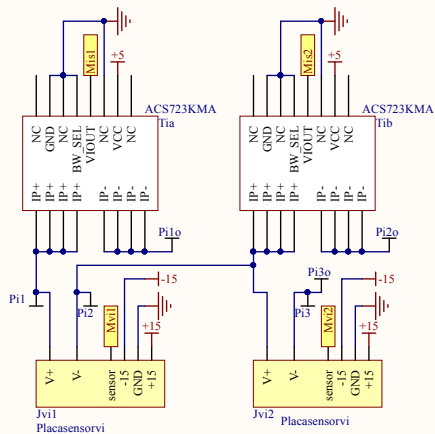 Mis1
+5
Mis2
+5
ACS723KMA
Tia
ACS723KMA
Tib
NC
GND
NC
BW_SEL
VIOUT
NC
VCC
NC
NC
GND
NC
BW_SEL
VIOUT
NC
VCC
NC
IP+
IP+
IP+
IP+
IP-
IP-
IP-
IP-
IP+
IP+
IP+
IP+
IP-
IP-
IP-
IP-
Pi1o
Pi2o
Pi3o
-15
-15
Pi1
Pi2
Mvi1
+15
Pi3
Mvi2
+15
V+
V-
sensor
-15
GND
+15
V+
V-
sensor
-15
GND
+15
Jvi1
Placasensorvi
Jvi2
Placasensorvi